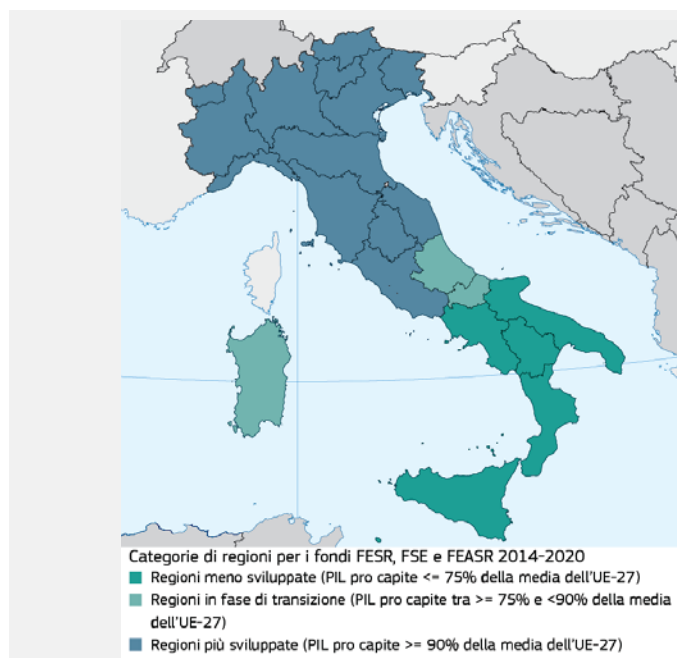 Categorie di regioni per i fondi FESR, FSE e FEASR 2014-2020
Regioni meno sviluppate (PIL pro capite <= 75% della media dell'UE-27)
Regioni in fase di transizione (PIL pro capite tra >= 75% e <90% della media
dell'UE-27)
Regioni più sviluppate (PIL pro capite >= 90% della media dell'UE-27)